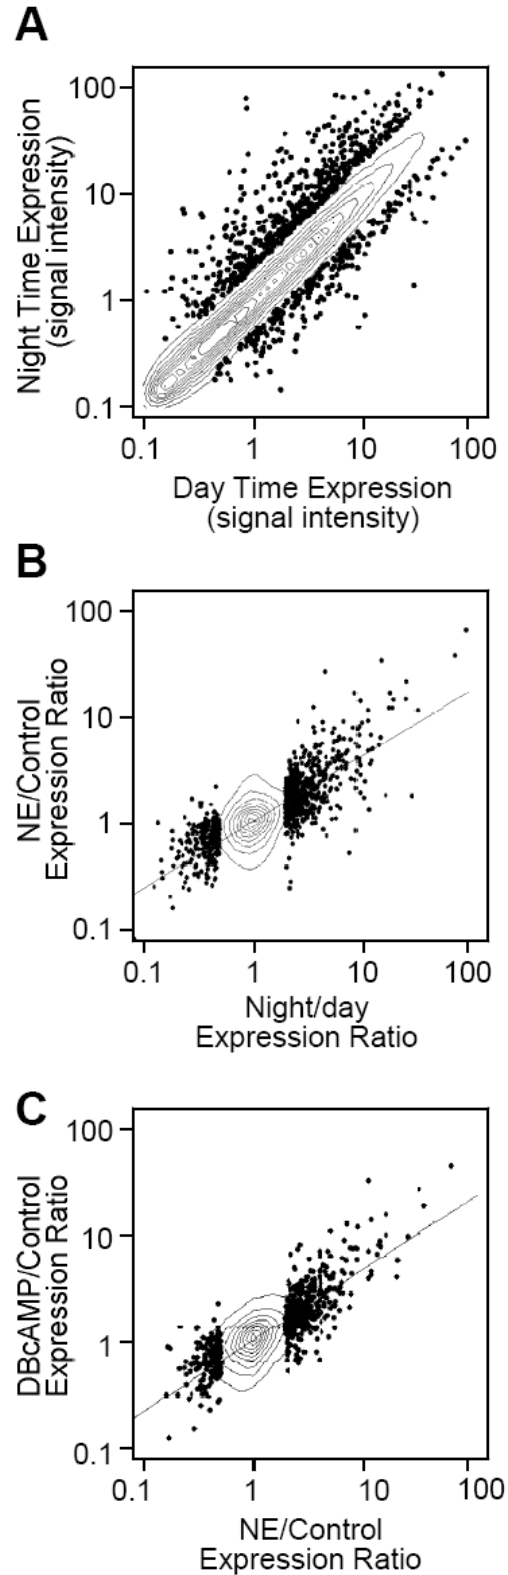 A
100
10
1
0.1
Night Time Expression
(signal intensity)
0.1
1
10
100
Day Time Expression
(signal intensity)
B
100
10
1
0.1
NE/Control
Expression Ratio
0.1
1
10
100
Night/day
Expression Ratio
C
100
10
1
0.1
DBcAMP/Control
Expression Ratio
0.1
1
10
100
NE/Control
Expression Ratio